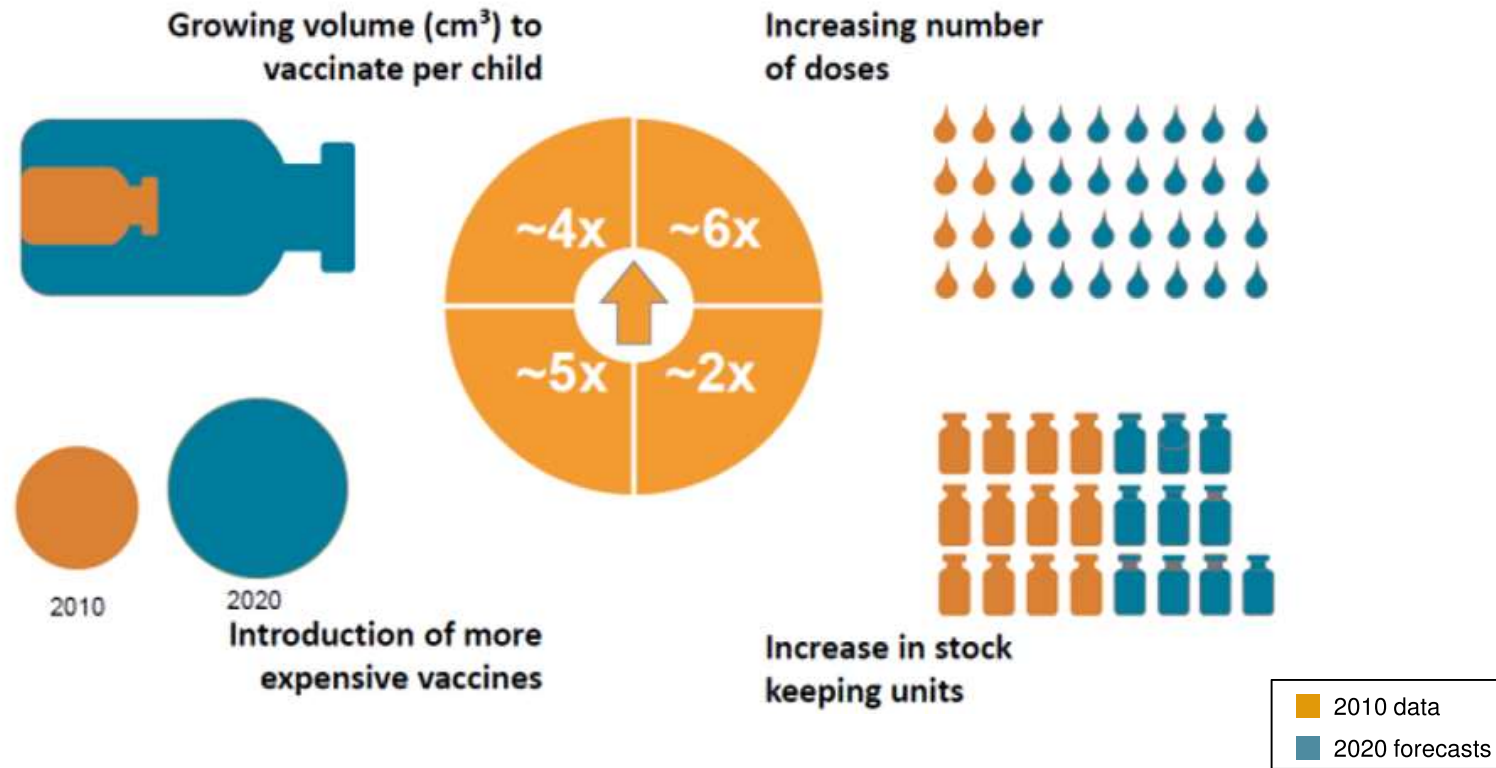 Growing volume (cm³) to
vaccinate per child
Increasing number
of doses
~4x
~6x
~5x
~2x
2010
2020
Introduction of more
expensive vaccines
Increase in stock
keeping units
2010 data
2020 forecasts